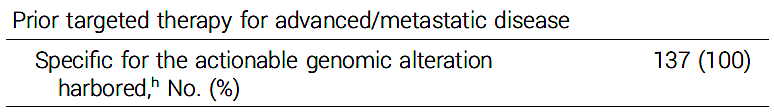 Prior targeted therapy for advanced/metastatic disease
Specific for the actionable genomic alteration 137 (100)
harbored,ʰ No. (%)